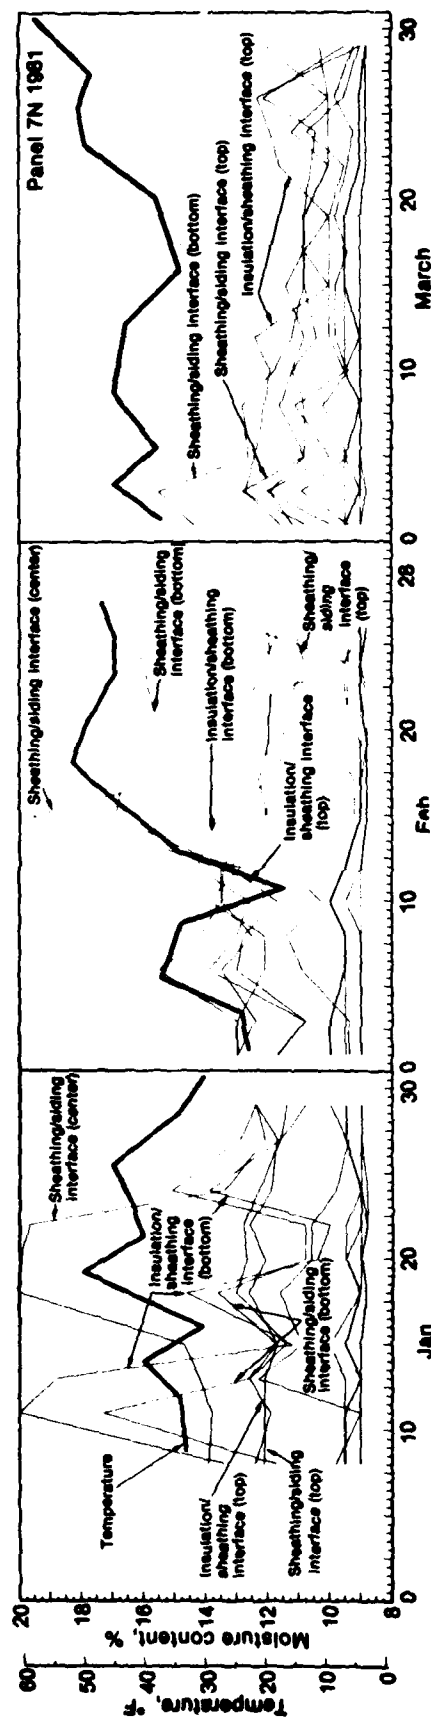 Panel 7N 1981
Temperature, °F
60
50
40
30
20
10
0
Moisture content, %
20
18
16
14
12
10
8
Temperature
Insulation/
sheathing
interface (top)
Sheathing/siding
interface (top)
Sheathing/siding
interface (center)
Insulation/
sheathing
interface
(bottom)
Sheathing/siding
interface (bottom)
0
10
20
30
Jan
Sheathing/siding interface (center)
Sheathing/siding
interface (bottom)
Insulation/sheathing
interface (bottom)
Insulation/
sheathing interface
(top)
Sheathing/
siding
interface
(top)
0
10
20
28
Feb
Sheathing/siding interface (bottom)
Sheathing/siding interface (top)
Insulation/sheathing interface (top)
0
10
20
30
March